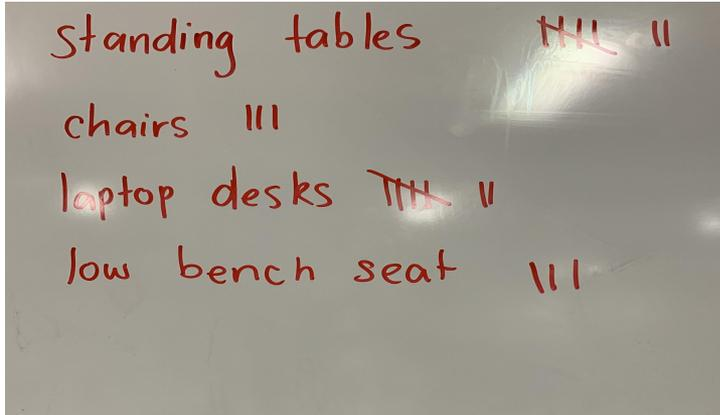 standing tables 𝍸 ||
chairs |||
laptop desks 𝍸 ||
low bench seat |||